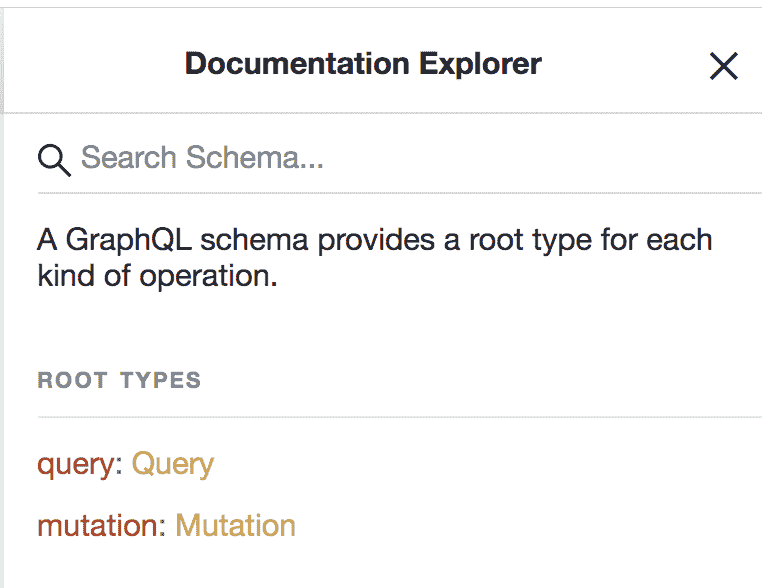 Documentation Explorer
Search Schema...
A GraphQL schema provides a root type for each
kind of operation.
ROOT TYPES
query: Query
mutation: Mutation